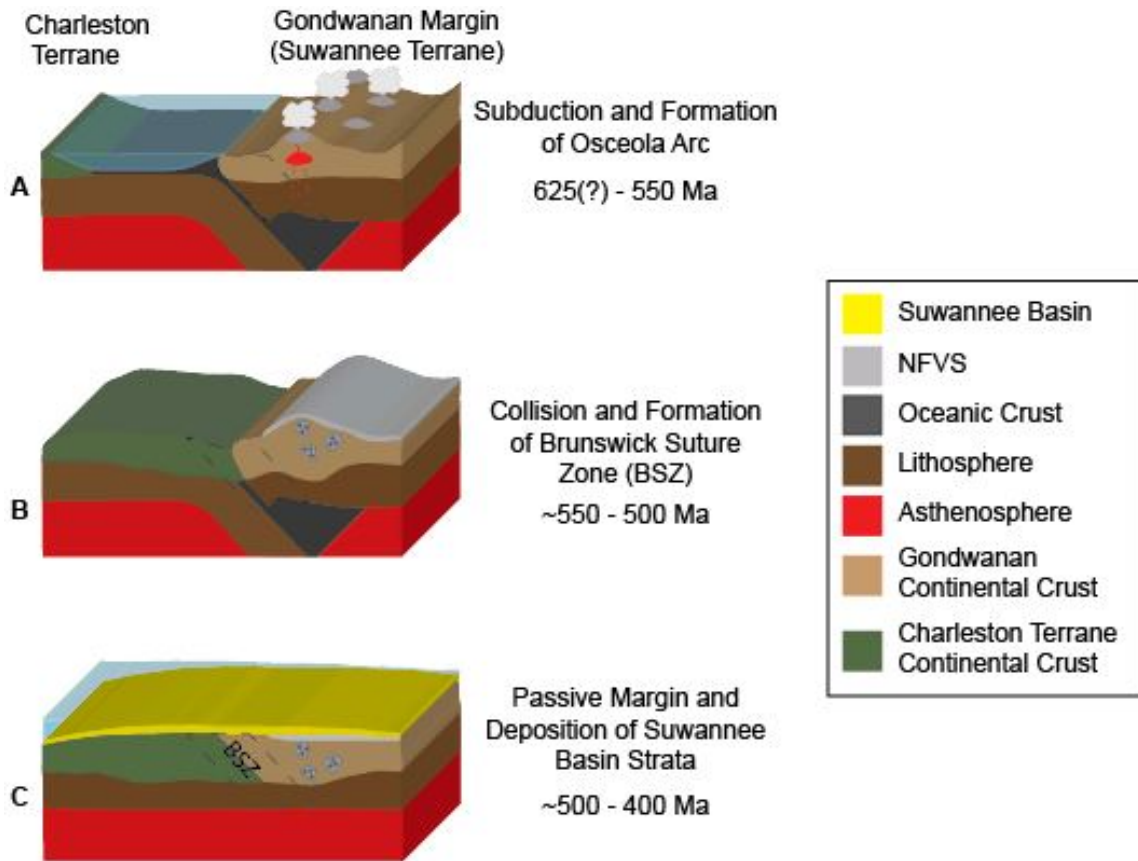 Charleston
Terrane
Gondwanan Margin
(Suwannee Terrane)
A
Subduction and Formation
of Osceola Arc
625(?) - 550 Ma
B
Collision and Formation
of Brunswick Suture
Zone (BSZ)
~550 - 500 Ma
C
BSZ
Passive Margin and
Deposition of Suwannee
Basin Strata
~500 - 400 Ma
Suwannee Basin
NFVS
Oceanic Crust
Lithosphere
Asthenosphere
Gondwanan
Continental Crust
Charleston Terrane
Continental Crust